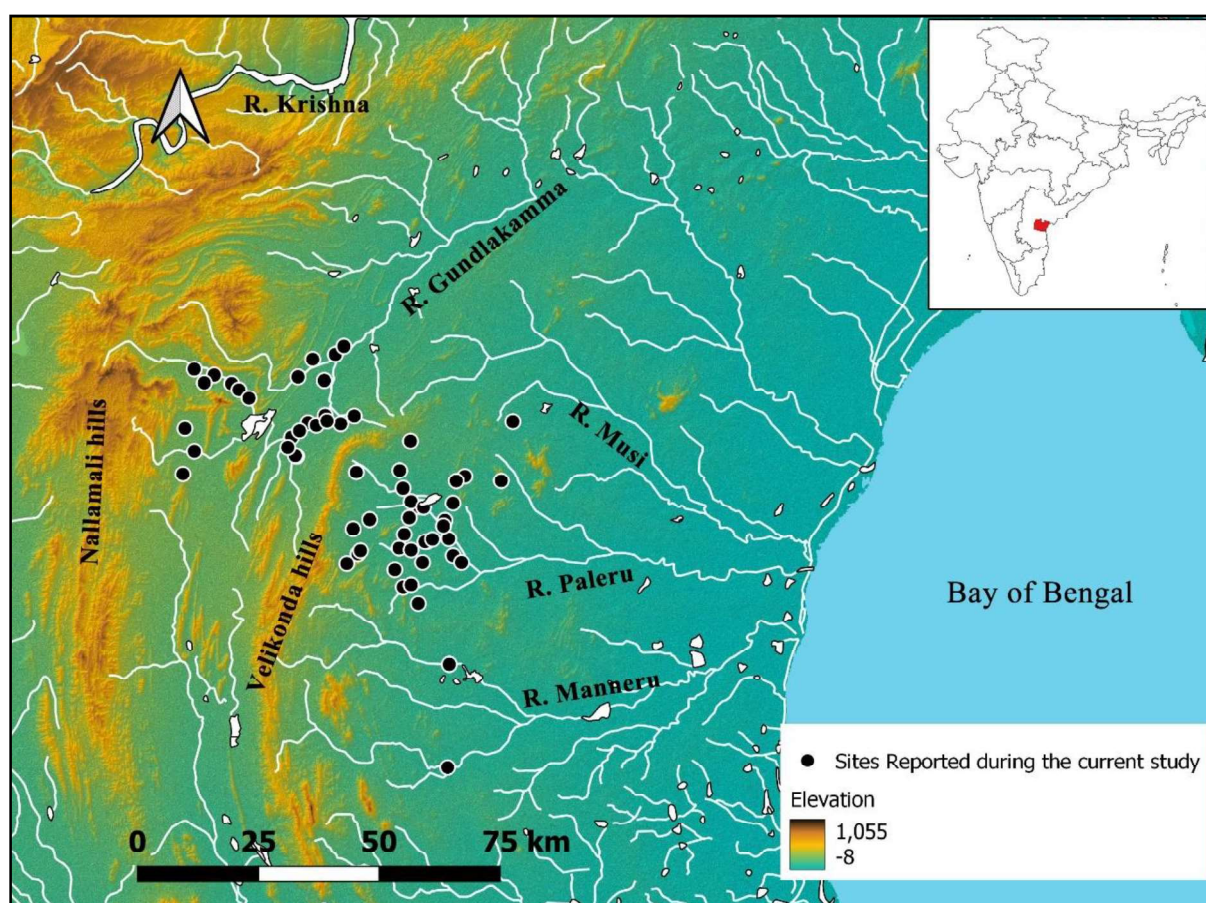 R. Krishna
R. Gundlakamma
R. Musi
Nallamali hills
Velikonda hills
R. Paleru
Bay of Bengal
R. Manneru
Sites Reported during the current study
Elevation
1,055
-8
0 25 50 75 km